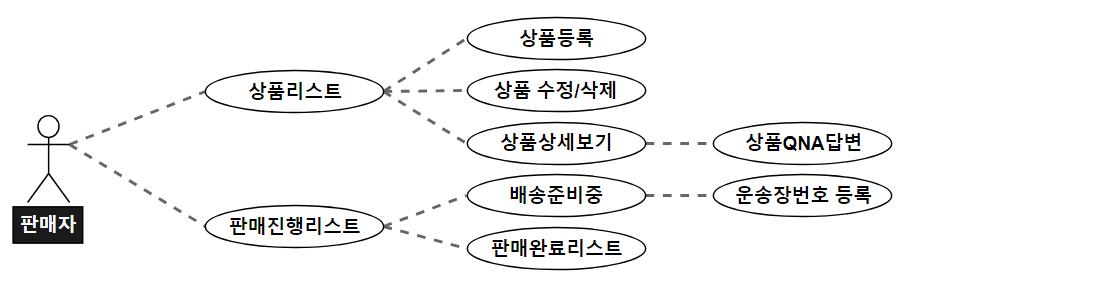 상품등록
상품리스트
상품 수정/삭제
상품상세보기
상품QNA답변
판매자
배송준비중
운송장번호 등록
판매진행리스트
판매완료리스트